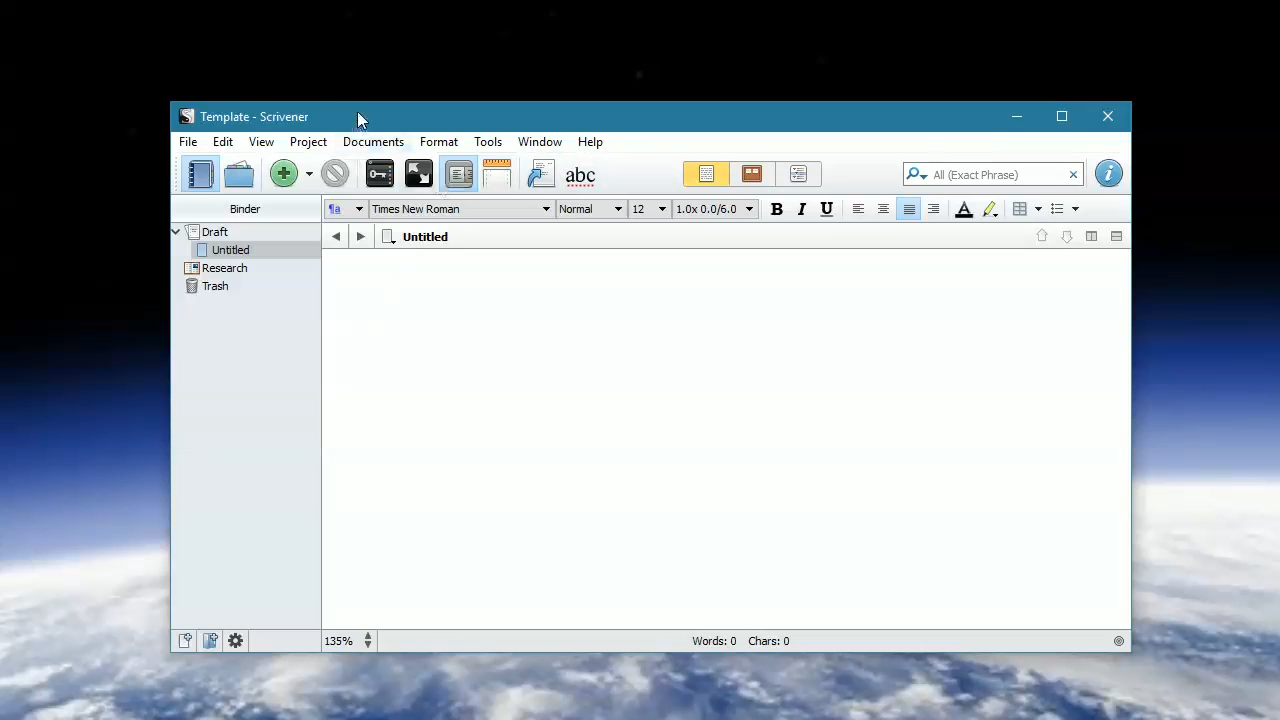 Template - Scrivener
File Edit View Project Documents Format Tools Window Help
abc
All (Exact Phrase)
Binder
¶a Times New Roman Normal 12 1.0x 0.0/6.0 B I U A
Draft
Untitled
Untitled
Research
Trash
135% Words: 0 Chars: 0